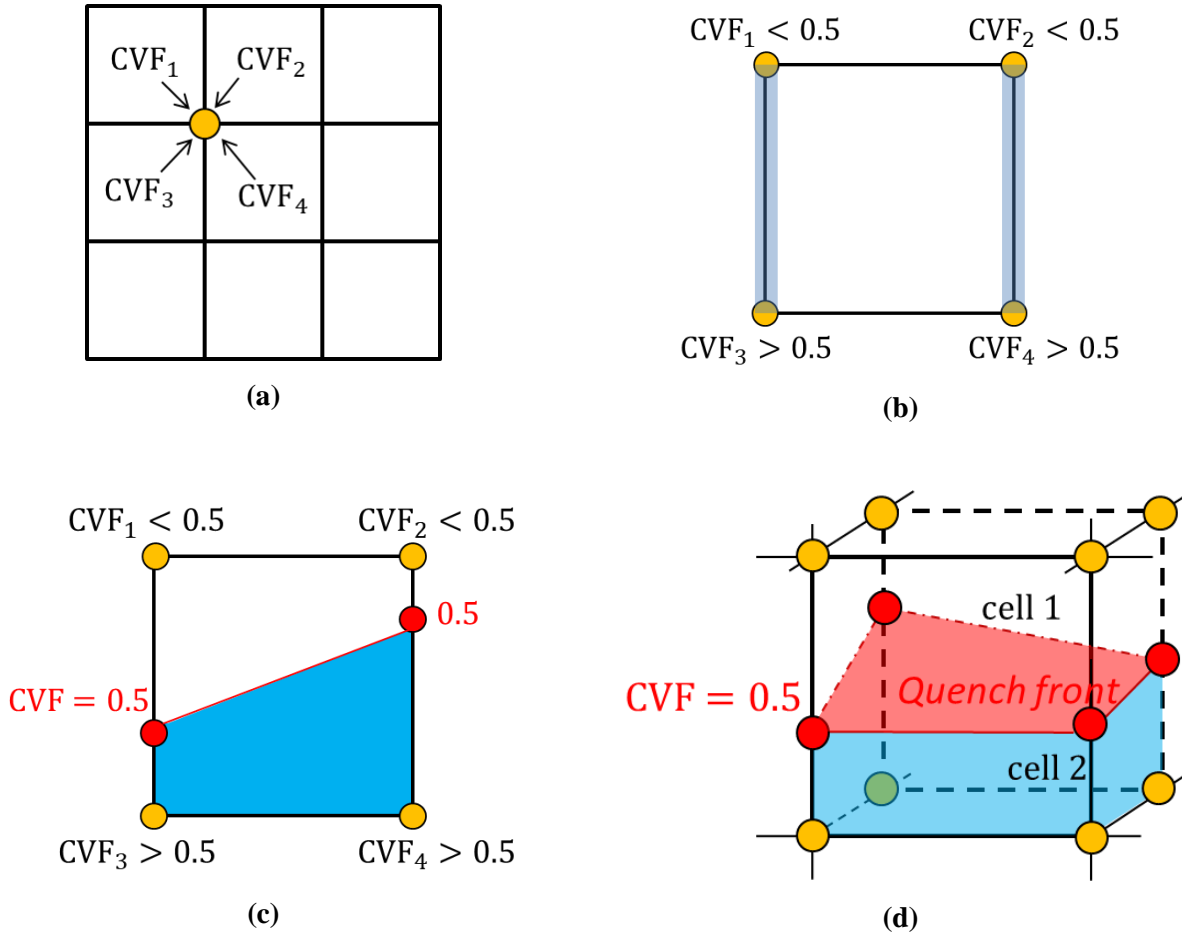 CVF₁ CVF₂
CVF₃ CVF₄
(a)
CVF₁ < 0.5 CVF₂ < 0.5
CVF₃ > 0.5 CVF₄ > 0.5
(b)
CVF₁ < 0.5 CVF₂ < 0.5
0.5
CVF = 0.5
CVF₃ > 0.5 CVF₄ > 0.5
(c)
cell 1
CVF = 0.5 Quench front
cell 2
(d)